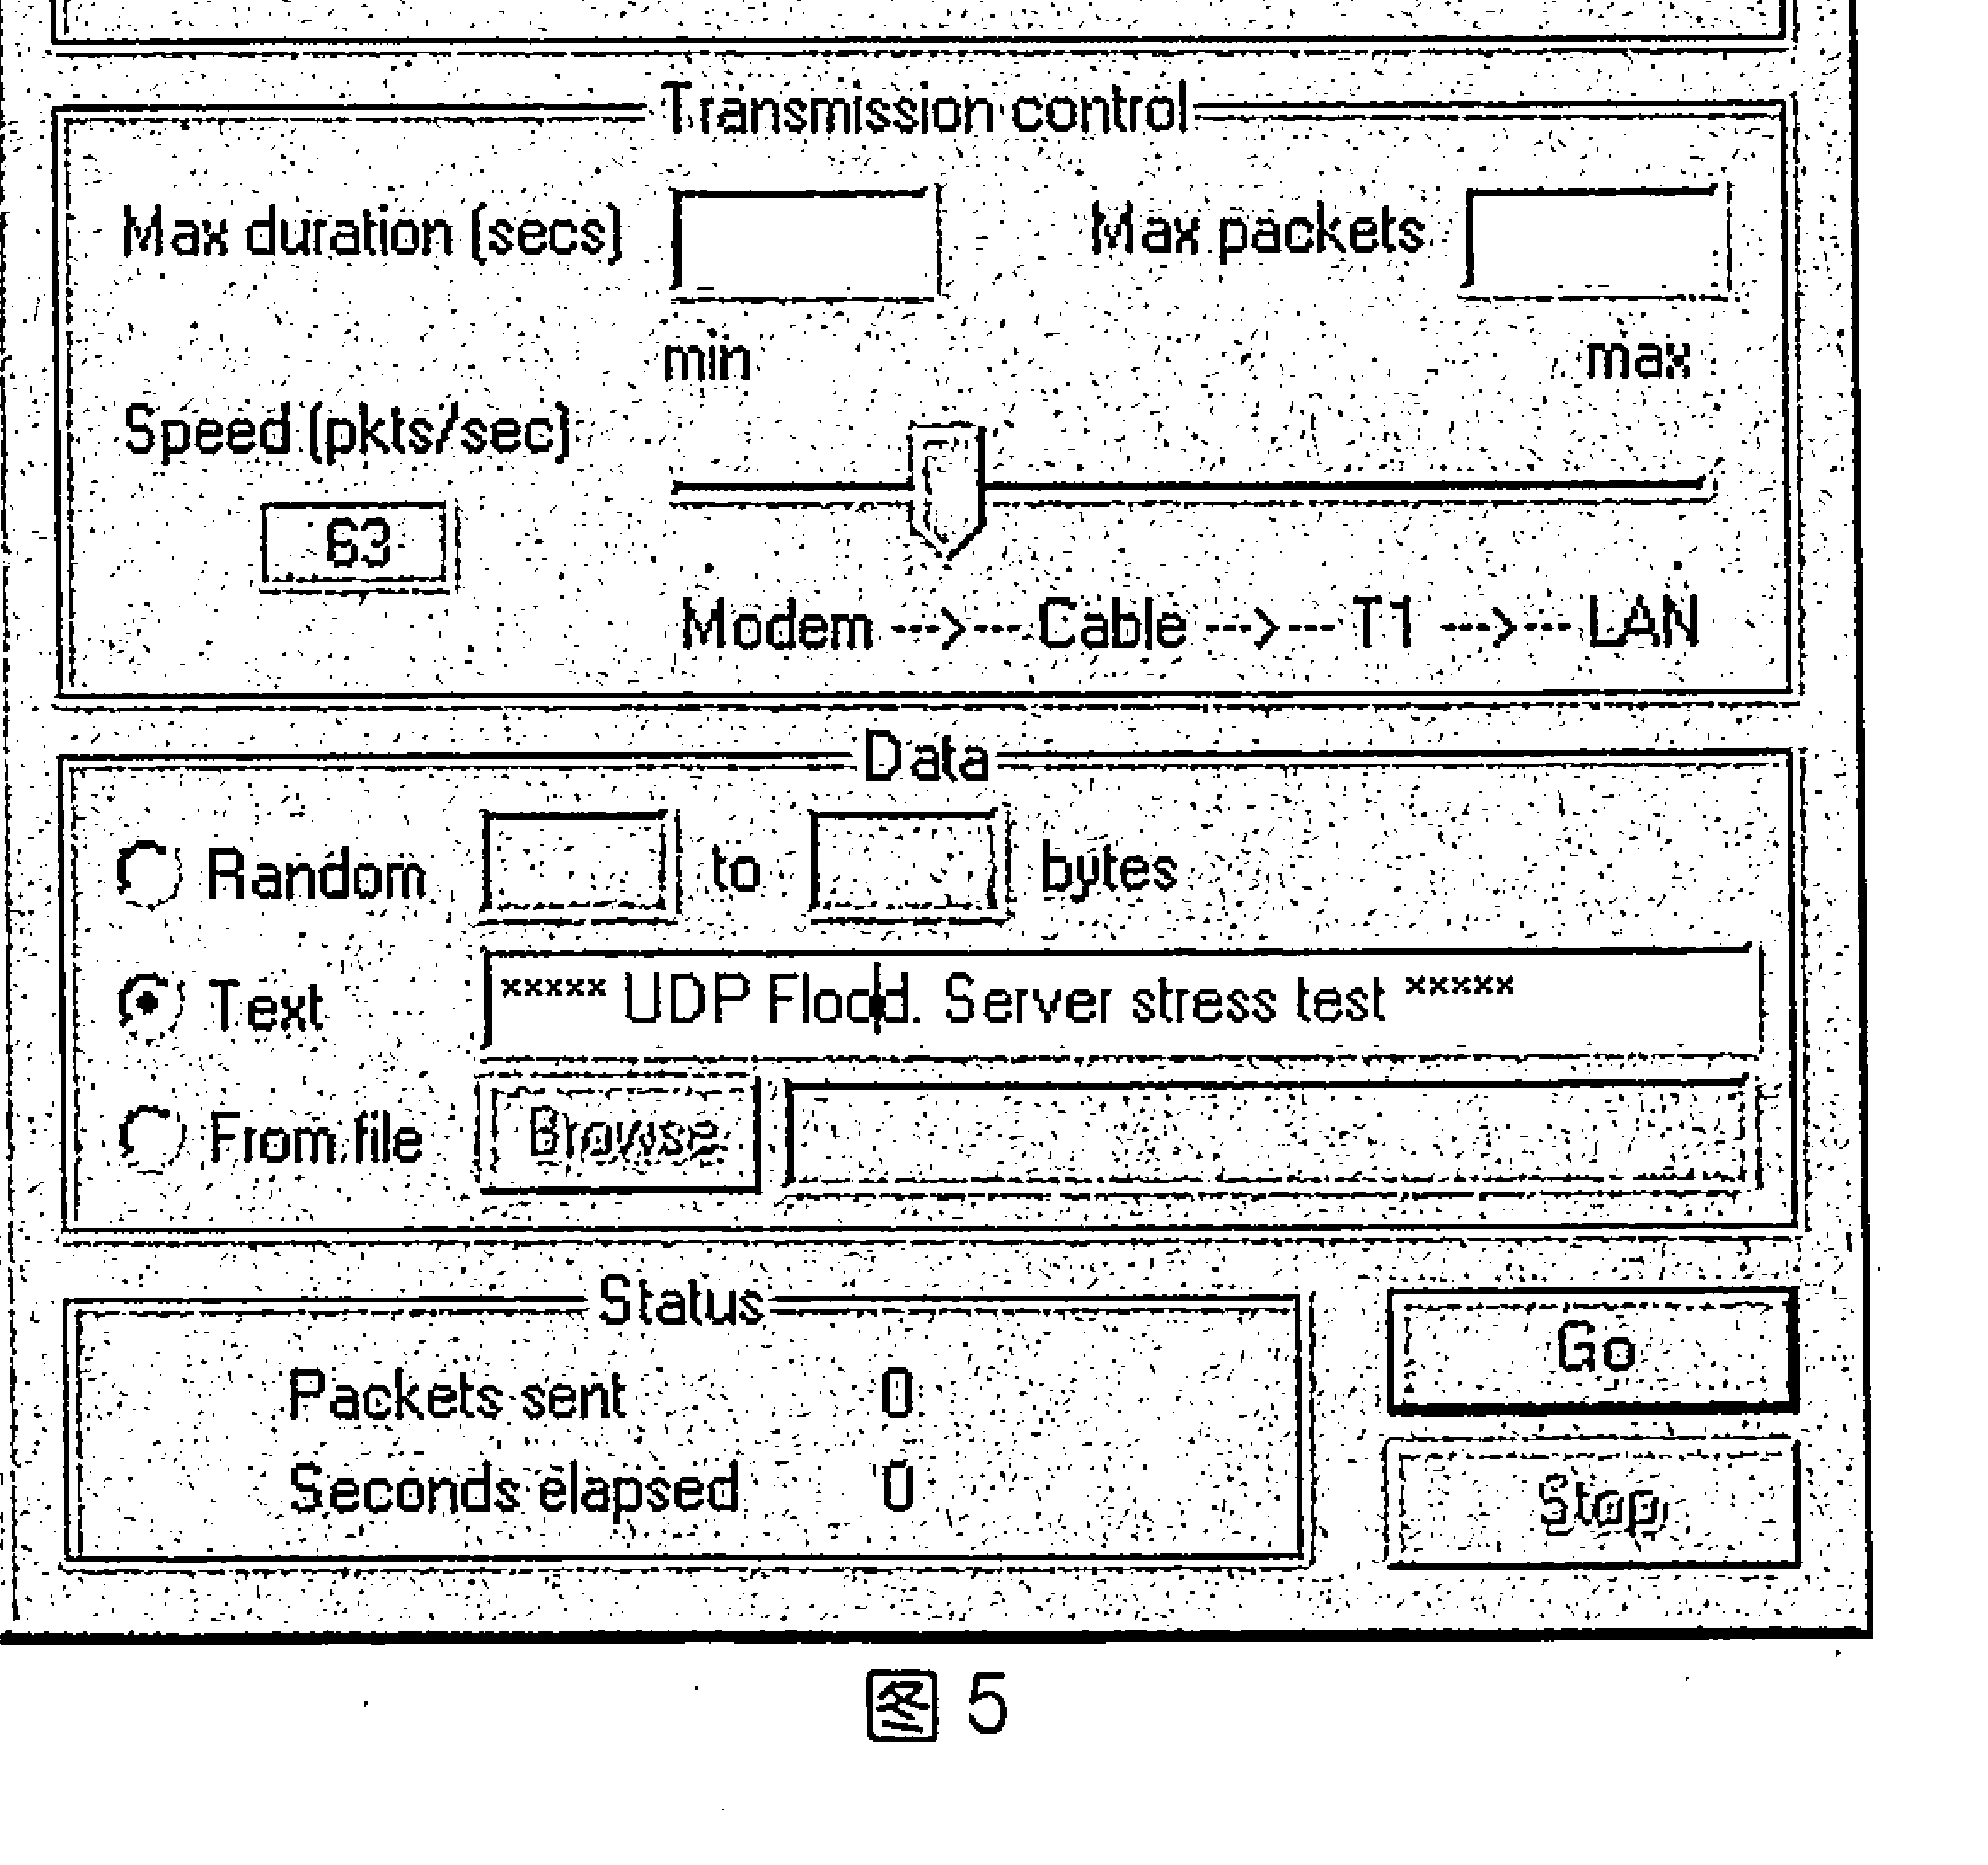 Transmission control
Max duration (secs) Max packets
min max
Speed (pkts/sec)
63
Modem --->--- Cable --->--- T1 --->--- LAN
Data
Random to bytes
Text ***** UDP Flood. Server stress test *****
From file Browse
Status
Packets sent 0
Seconds elapsed 0
Go
Stop
图 5